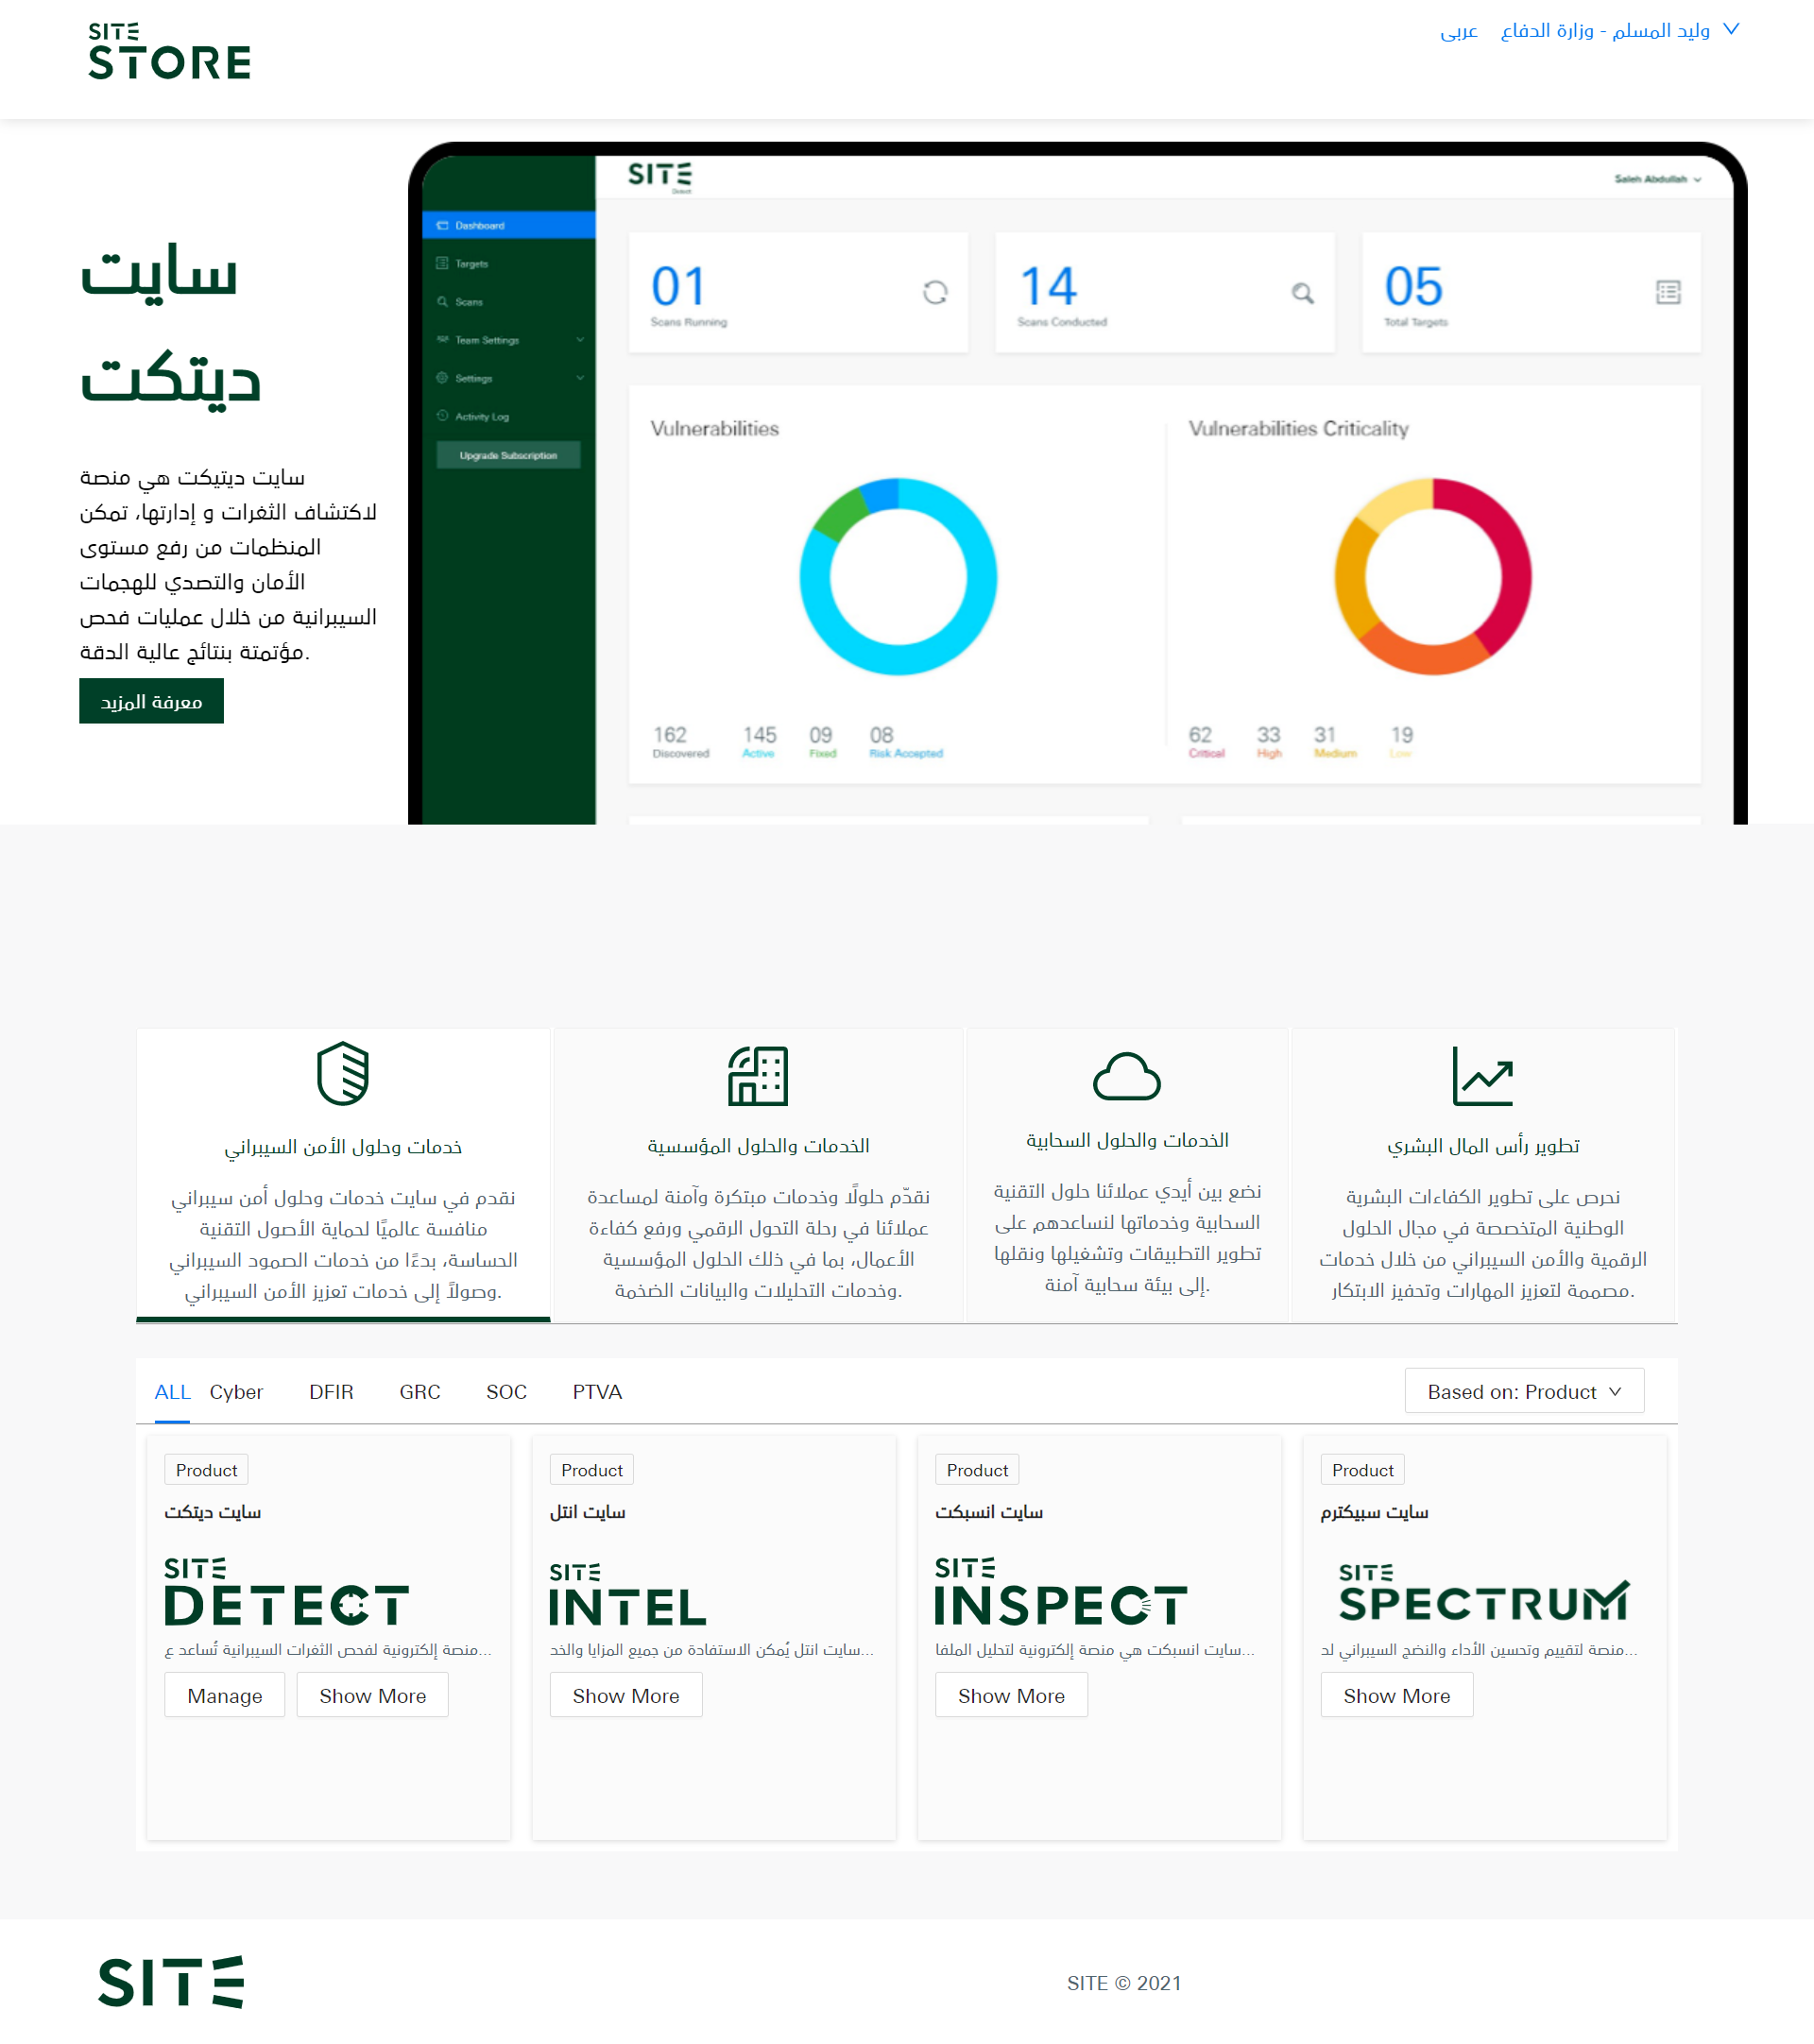 SITE
STORE
عربى
وليد المسلم - وزارة الدفاع
سايت
ديتكت
سايت ديتيكت هي منصة
لاكتشاف الثغرات و إدارتها، تمكن
المنظمات من رفع مستوى
الأمان والتصدي للهجمات
السيبرانية من خلال عمليات فحص
مؤتمتة بنتائج عالية الدقة.
معرفة المزيد
SITE
Detect
Saleh Abdullah
Dashboard
Targets
Scans
Team Settings
Settings
Activity Log
Upgrade Subscription
01
Scans Running
14
Scans Conducted
05
Total Targets
Vulnerabilities
162 145 09 08
Discovered Active Fixed Risk Accepted
Vulnerabilities Criticality
62 33 31 19
Critical High Medium Low
خدمات وحلول الأمن السيبراني
نقدم في سايت خدمات وحلول أمن سيبراني
منافسة عالميًا لحماية الأصول التقنية
الحساسة، بدءًا من خدمات الصمود السيبراني
وصولاً إلى خدمات تعزيز الأمن السيبراني.
الخدمات والحلول المؤسسية
نقدّم حلولًا وخدمات مبتكرة وآمنة لمساعدة
عملائنا في رحلة التحول الرقمي ورفع كفاءة
الأعمال، بما في ذلك الحلول المؤسسية
وخدمات التحليلات والبيانات الضخمة.
الخدمات والحلول السحابية
نضع بين أيدي عملائنا حلول التقنية
السحابية وخدماتها لنساعدهم على
تطوير التطبيقات وتشغيلها ونقلها
إلى بيئة سحابية آمنة.
تطوير رأس المال البشري
نحرص على تطوير الكفاءات البشرية
الوطنية المتخصصة في مجال الحلول
الرقمية والأمن السيبراني من خلال خدمات
مصممة لتعزيز المهارات وتحفيز الابتكار.
ALL Cyber DFIR GRC SOC PTVA
Based on: Product
Product
سايت ديتكت
SITE
DETECT
منصة إلكترونية لفحص الثغرات السيبرانية تُساعد ع...
Manage
Show More
Product
سايت انتل
SITE
INTEL
سايت انتل يُمكن الاستفادة من جميع المزايا والخد...
Show More
Product
سايت انسبكت
SITE
INSPECT
سايت انسبكت هي منصة إلكترونية لتحليل الملفا...
Show More
Product
سايت سبيكترم
SITE
SPECTRUM
منصة لتقييم وتحسين الأداء والنضج السيبراني لد...
Show More
SITE
SITE © 2021